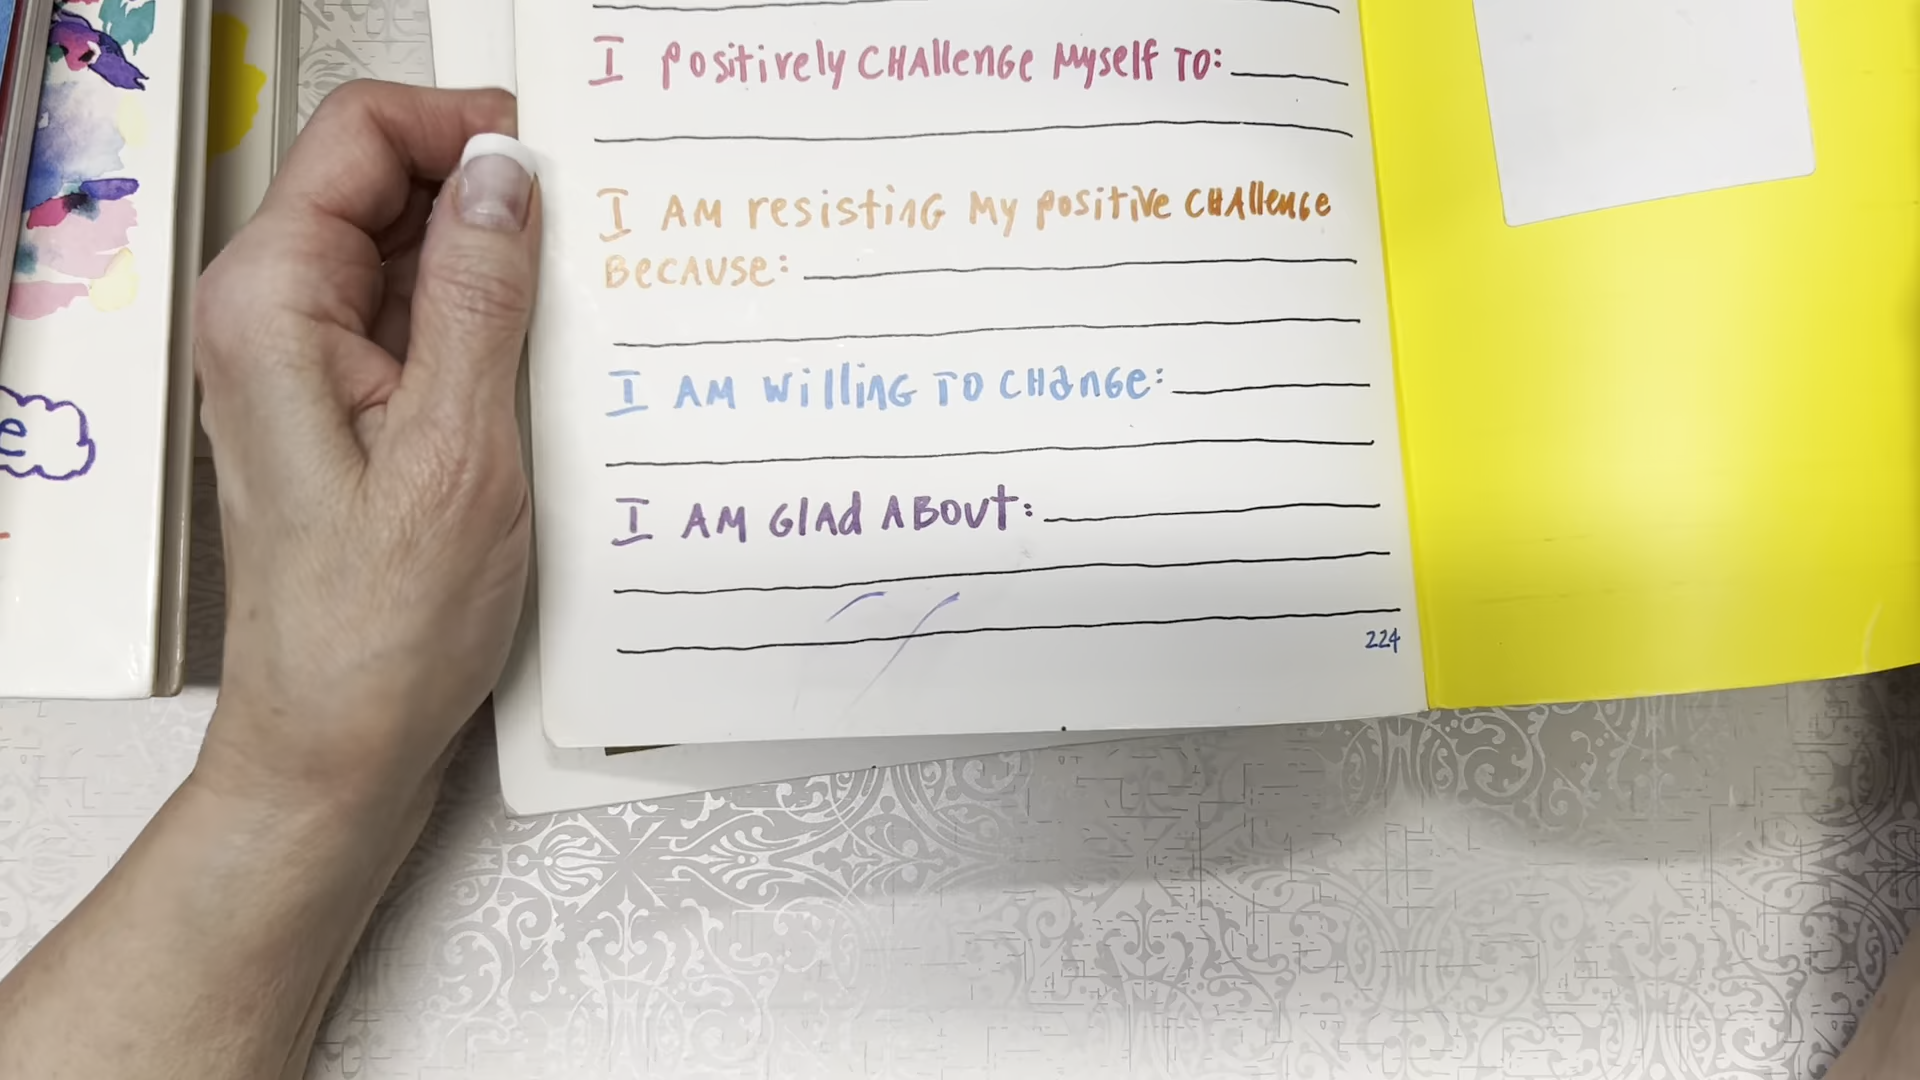 I positively CHAllenGe Myself TO:
I AM resistinG My positive CHAllenGe
BecAUSe:
I AM willinG TO CHanGe:
I AM GlAd ABOUt:
224
e